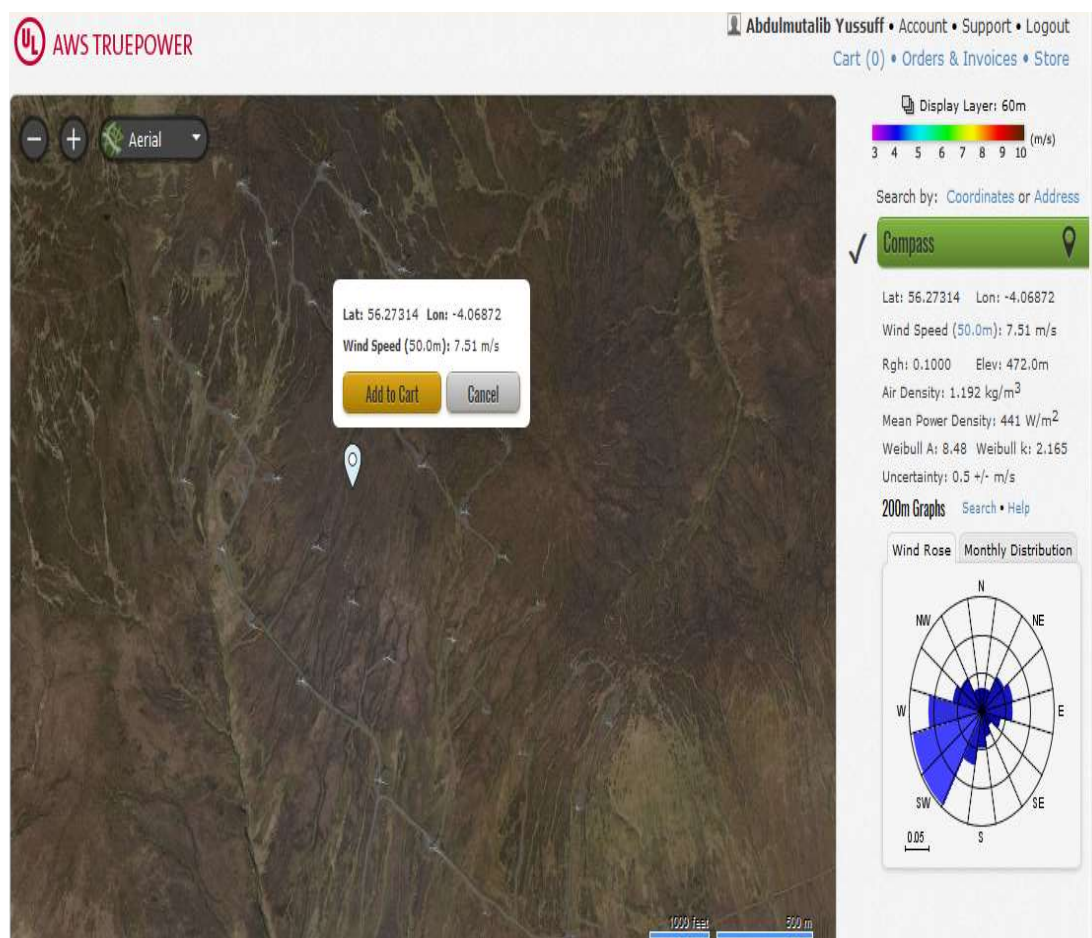 UL AWS TRUEPOWER
Abdulmutalib Yussuff • Account • Support • Logout
Cart (0) • Orders & Invoices • Store
Aerial
Display Layer: 60m
3 4 5 6 7 8 9 10 (m/s)
Search by: Coordinates or Address
Compass
Lat: 56.27314 Lon: -4.06872
Wind Speed (50.0m): 7.51 m/s
Add to Cart Cancel
Lat: 56.27314 Lon: -4.06872
Wind Speed (50.0m): 7.51 m/s
Rgh: 0.1000 Elev: 472.0m
Air Density: 1.192 kg/m3
Mean Power Density: 441 W/m2
Weibull A: 8.48 Weibull k: 2.165
Uncertainty: 0.5 +/- m/s
200m Graphs Search • Help
Wind Rose Monthly Distribution
N
NW NE
W E
SW SE
S
0.05
1000 feet 500 m